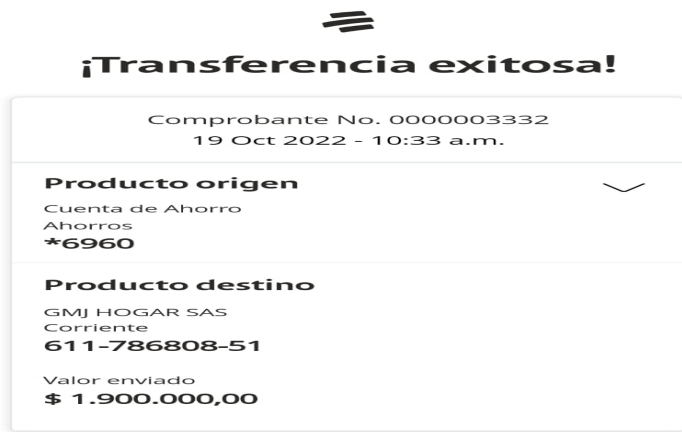 ¡Transferencia exitosa!
Comprobante No. 0000003332
19 Oct 2022 - 10:33 a.m.
Producto origen
Cuenta de Ahorro
Ahorros
*6960
Producto destino
GMJ HOGAR SAS
Corriente
611-786808-51
Valor enviado
$ 1.900.000,00